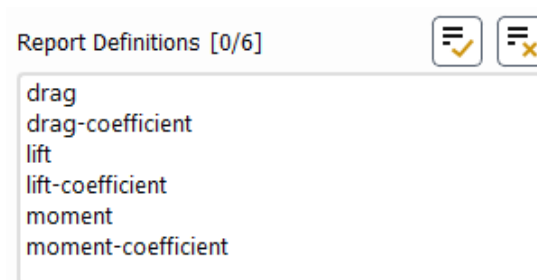 Report Definitions [0/6]
drag
drag-coefficient
lift
lift-coefficient
moment
moment-coefficient